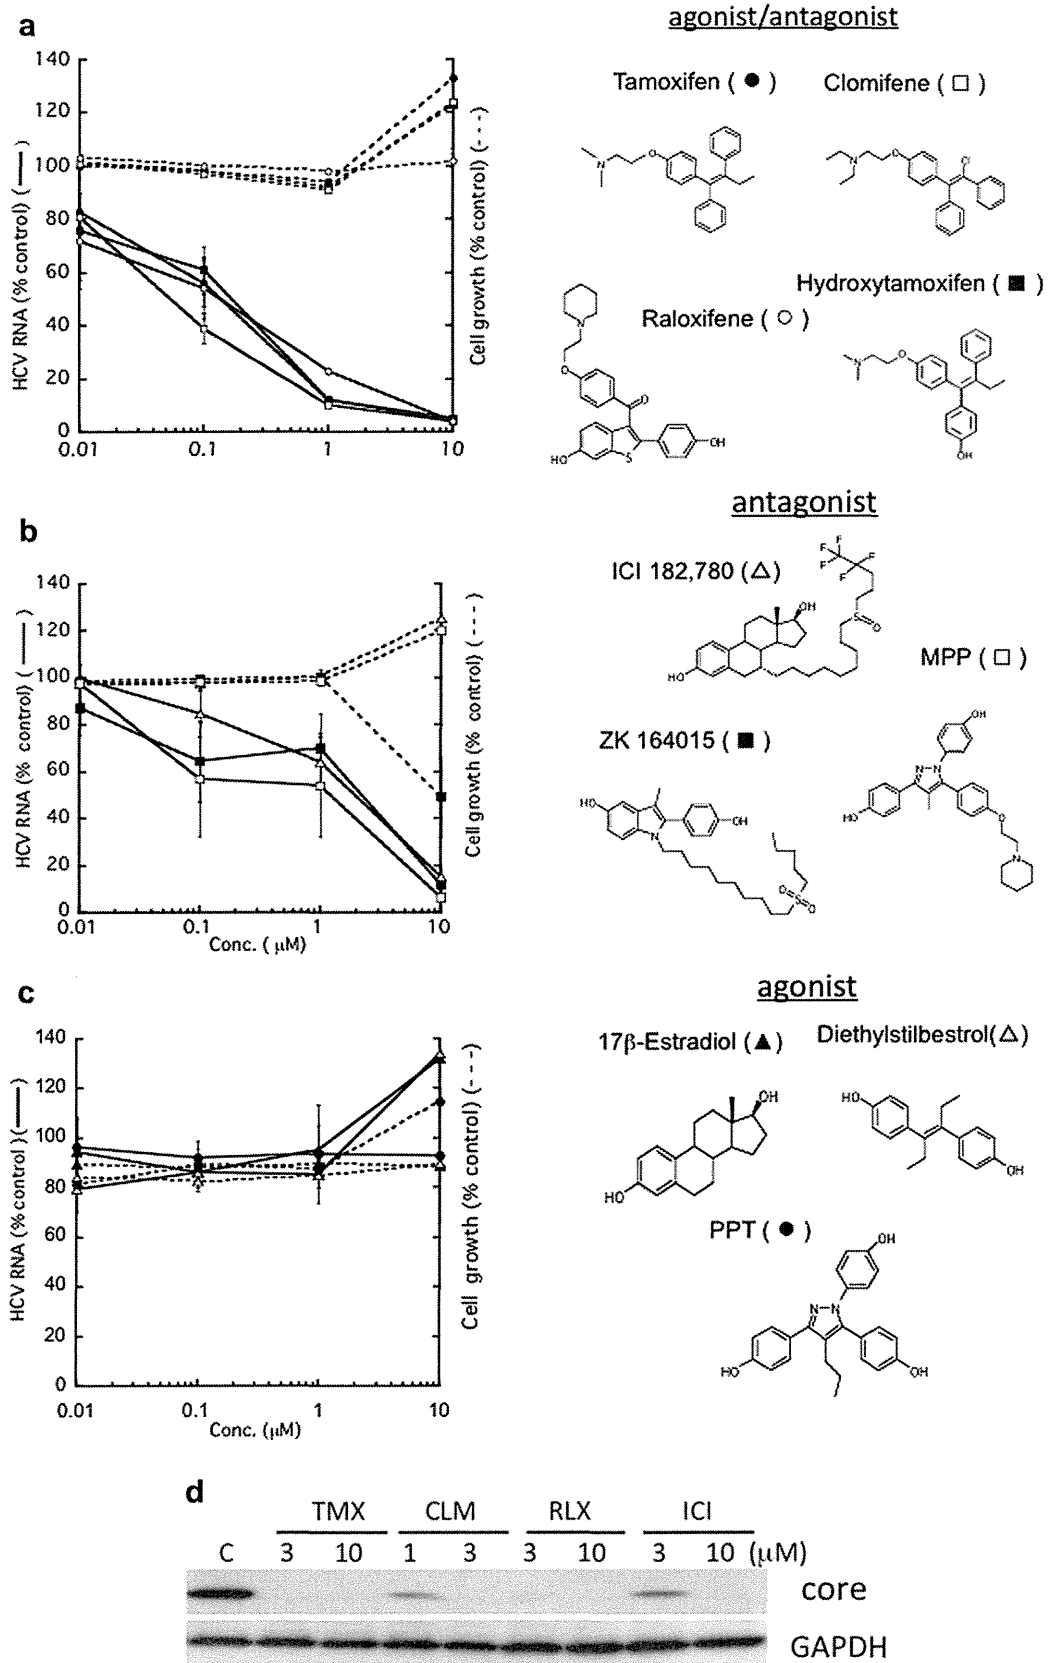 a
agonist/antagonist
Tamoxifen ( ● )
Clomifene ( □ )
Hydroxytamoxifen ( ■ )
Raloxifene ( ○ )
HCV RNA (% control) (——)
Cell growth (% control) (---)
140
120
100
80
60
40
20
0
0.01 0.1 1 10
b
antagonist
ICI 182,780 (△)
MPP ( □ )
ZK 164015 ( ■ )
HCV RNA (% control) (——)
Cell growth (% control) (---)
140
120
100
80
60
40
20
0
0.01 0.1 1 10
Conc. ( µM)
c
agonist
17β-Estradiol (▲)
Diethylstilbestrol(△)
PPT ( ● )
HCV RNA (% control) (——)
Cell growth (% control) (---)
140
120
100
80
60
40
20
0
0.01 0.1 1 10
Conc. (µM)
d
TMX CLM RLX ICI
C 3 10 1 3 3 10 3 10 (µM)
core
GAPDH